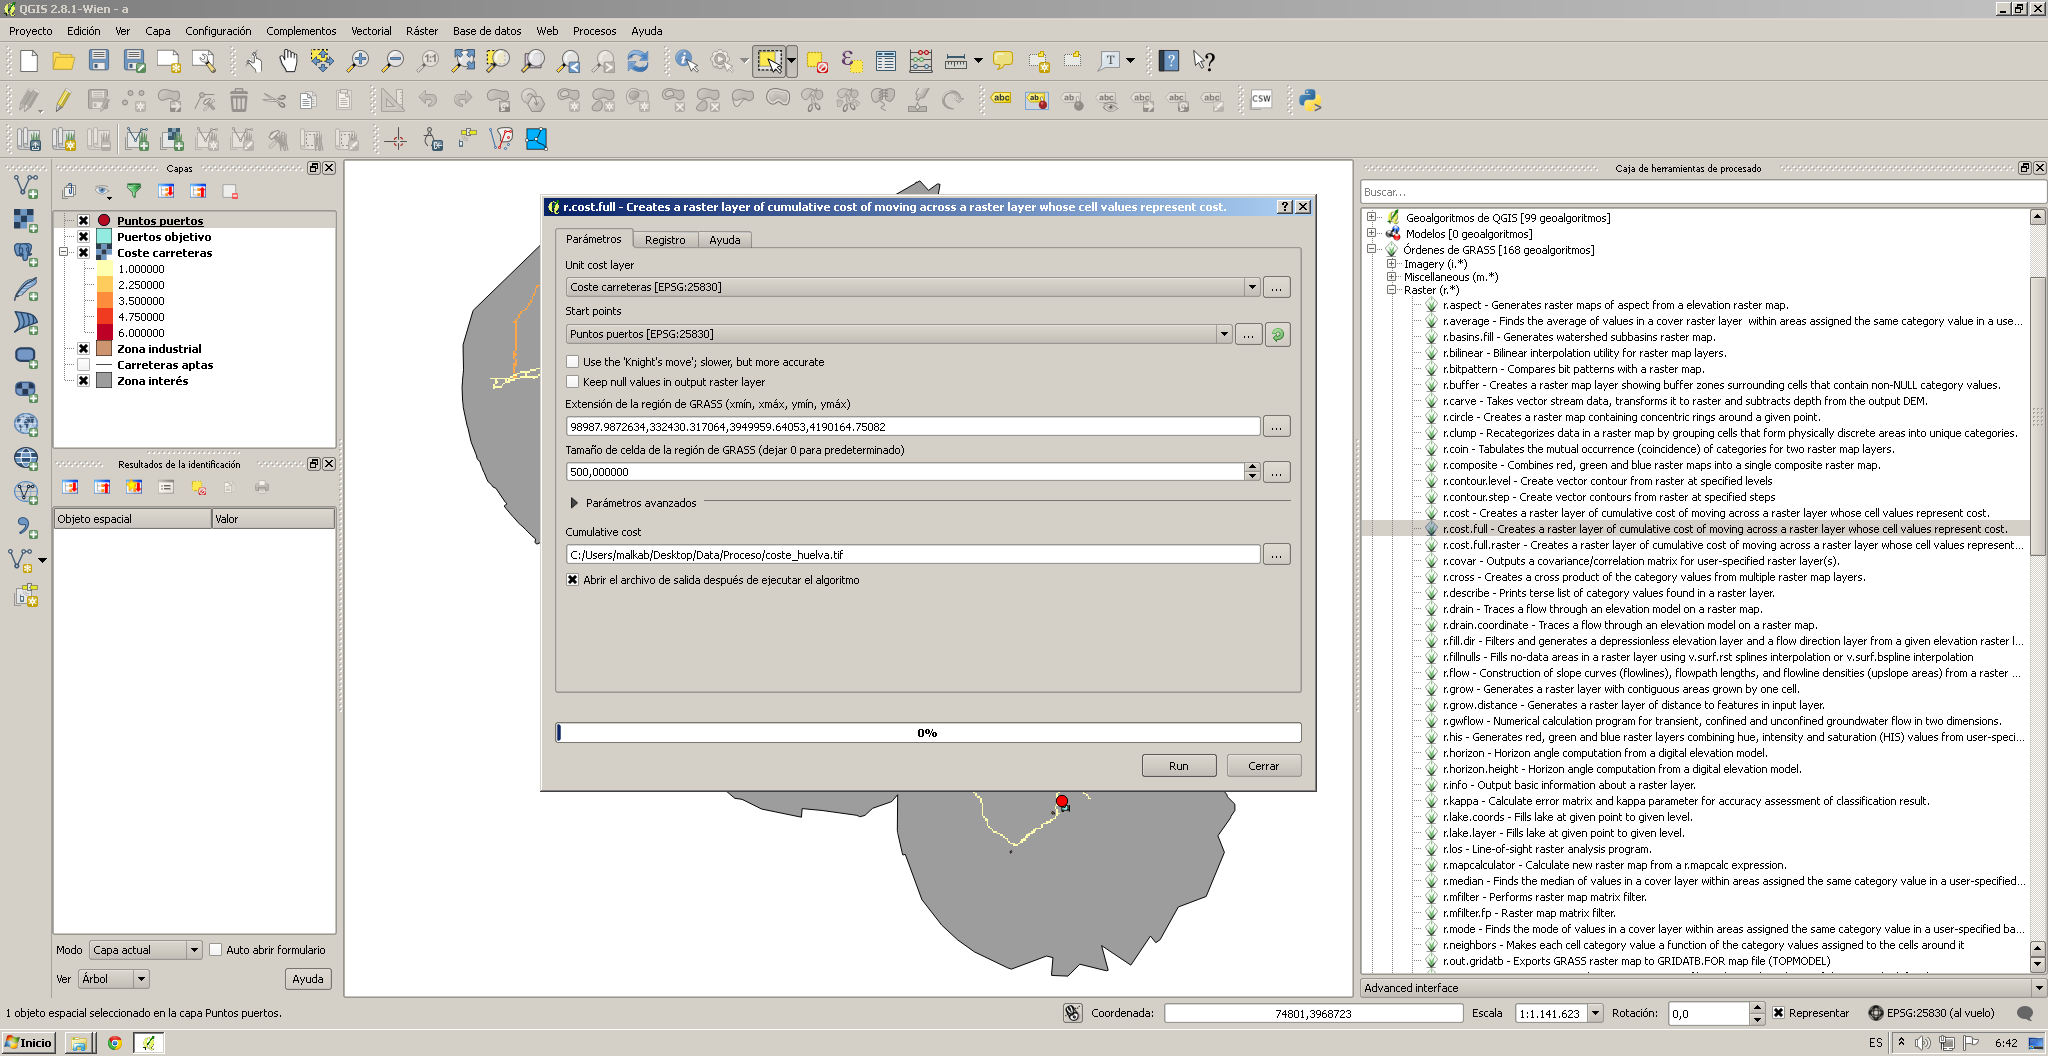 QGIS 2.8.1-Wien - a
Proyecto Edición Ver Capa Configuración Complementos Vectorial Ráster Base de datos Web Procesos Ayuda
Capas
Puntos puertos
Puertos objetivo
Coste carreteras
1.000000
2.250000
3.500000
4.750000
6.000000
Zona industrial
Carreteras aptas
Zona interés
Resultados de la identificación
Objeto espacial Valor
Modo Capa actual Auto abrir formulario
Ver Árbol Ayuda
r.cost.full - Creates a raster layer of cumulative cost of moving across a raster layer whose cell values represent cost.
Parámetros Registro Ayuda
Unit cost layer
Coste carreteras [EPSG:25830]
Start points
Puntos puertos [EPSG:25830]
Use the 'Knight's move'; slower, but more accurate
Keep null values in output raster layer
Extensión de la región de GRASS (xmín, xmáx, ymín, ymáx)
98987.9872634,332430.317064,3949959.64053,4190164.75082
Tamaño de celda de la región de GRASS (dejar 0 para predeterminado)
500,000000
Parámetros avanzados
Cumulative cost
C:/Users/malkab/Desktop/Data/Proceso/coste_huelva.tif
Abrir el archivo de salida después de ejecutar el algoritmo
0%
Run Cerrar
Caja de herramientas de procesado
Buscar...
Geoalgoritmos de QGIS [99 geoalgoritmos]
Modelos [0 geoalgoritmos]
Órdenes de GRASS [168 geoalgoritmos]
Imagery (i.*)
Miscellaneous (m.*)
Raster (r.*)
r.aspect - Generates raster maps of aspect from a elevation raster map.
r.average - Finds the average of values in a cover raster layer within areas assigned the same category value in a use...
r.basins.fill - Generates watershed subbasins raster map.
r.bilinear - Bilinear interpolation utility for raster map layers.
r.bitpattern - Compares bit patterns with a raster map.
r.buffer - Creates a raster map layer showing buffer zones surrounding cells that contain non-NULL category values.
r.carve - Takes vector stream data, transforms it to raster and subtracts depth from the output DEM.
r.circle - Creates a raster map containing concentric rings around a given point.
r.clump - Recategorizes data in a raster map by grouping cells that form physically discrete areas into unique categories.
r.coin - Tabulates the mutual occurrence (coincidence) of categories for two raster map layers.
r.composite - Combines red, green and blue raster maps into a single composite raster map.
r.contour.level - Create vector contour from raster at specified levels
r.contour.step - Create vector contours from raster at specified steps
r.cost - Creates a raster layer of cumulative cost of moving across a raster layer whose cell values represent cost.
r.cost.full - Creates a raster layer of cumulative cost of moving across a raster layer whose cell values represent cost.
r.cost.full.raster - Creates a raster layer of cumulative cost of moving across a raster layer whose cell values represent...
r.covar - Outputs a covariance/correlation matrix for user-specified raster layer(s).
r.cross - Creates a cross product of the category values from multiple raster map layers.
r.describe - Prints terse list of category values found in a raster layer.
r.drain - Traces a flow through an elevation model on a raster map.
r.drain.coordinate - Traces a flow through an elevation model on a raster map.
r.fill.dir - Filters and generates a depressionless elevation layer and a flow direction layer from a given elevation raster l...
r.fillnulls - Fills no-data areas in a raster layer using v.surf.rst splines interpolation or v.surf.bspline interpolation
r.flow - Construction of slope curves (flowlines), flowpath lengths, and flowline densities (upslope areas) from a raster ...
r.grow - Generates a raster layer with contiguous areas grown by one cell.
r.grow.distance - Generates a raster layer of distance to features in input layer.
r.gwflow - Numerical calculation program for transient, confined and unconfined groundwater flow in two dimensions.
r.his - Generates red, green and blue raster layers combining hue, intensity and saturation (HIS) values from user-speci...
r.horizon - Horizon angle computation from a digital elevation model.
r.horizon.height - Horizon angle computation from a digital elevation model.
r.info - Output basic information about a raster layer.
r.kappa - Calculate error matrix and kappa parameter for accuracy assessment of classification result.
r.lake.coords - Fills lake at given point to given level.
r.lake.layer - Fills lake at given point to given level.
r.los - Line-of-sight raster analysis program.
r.mapcalculator - Calculate new raster map from a r.mapcalc expression.
r.median - Finds the median of values in a cover layer within areas assigned the same category value in a user-specified...
r.mfilter - Performs raster map matrix filter.
r.mfilter.fp - Raster map matrix filter.
r.mode - Finds the mode of values in a cover layer within areas assigned the same category value in a user-specified ba...
r.neighbors - Makes each cell category value a function of the category values assigned to the cells around it
r.out.gridatb - Exports GRASS raster map to GRIDATB.FOR map file (TOPMODEL)
Advanced interface
1 objeto espacial seleccionado en la capa Puntos puertos. Coordenada: 74801,3968723 Escala 1:1.141.623 Rotación: 0,0 Representar EPSG:25830 (al vuelo)
Inicio ES 6:42